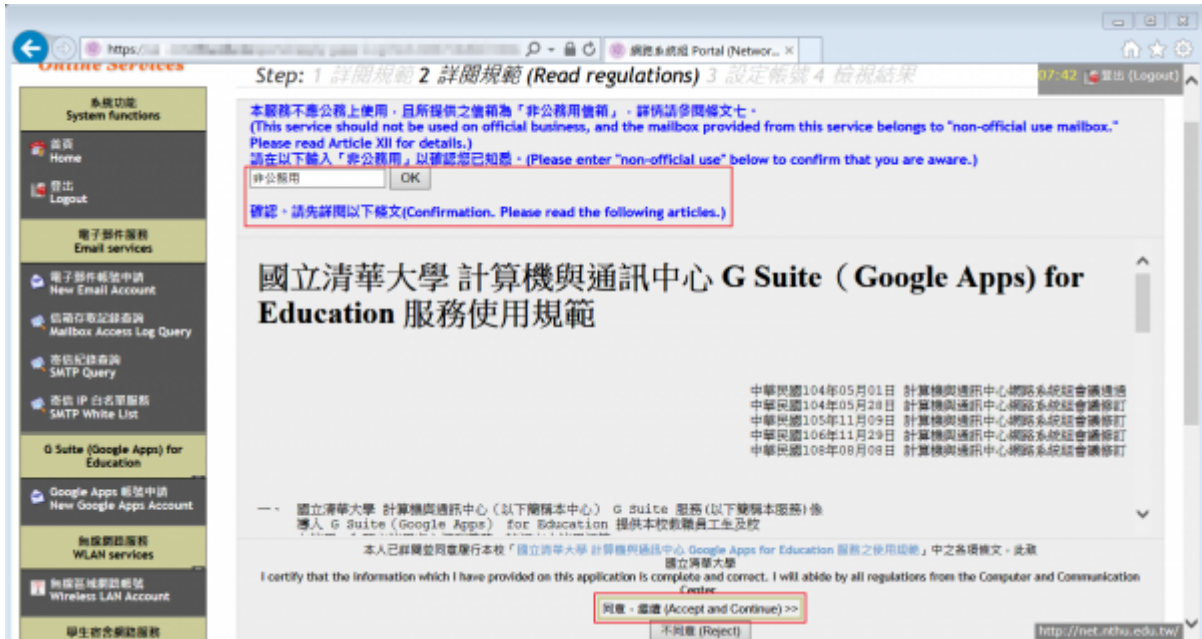 https:/
網路系統組 Portal (Networ...
Online Services
Step: 1 詳閱規範 2 詳閱規範 (Read regulations) 3 設定帳號 4 檢視結果
07:42 登出 (Logout)
系統功能
System functions
首頁
Home
登出
Logout
電子郵件服務
Email services
電子郵件帳號申請
New Email Account
信箱存取記錄查詢
Mailbox Access Log Query
寄信紀錄查詢
SMTP Query
寄信 IP 白名單服務
SMTP White List
G Suite (Google Apps) for
Education
Google Apps 帳號申請
New Google Apps Account
無線網路服務
WLAN services
無線區域網路帳號
Wireless LAN Account
學生宿舍網路服務
本服務不應公務上使用，且所提供之信箱為「非公務用信箱」，詳情請參閱條文七。
(This service should not be used on official business, and the mailbox provided from this service belongs to "non-official use mailbox."
Please read Article XII for details.)
請在以下輸入「非公務用」以確認您已知悉。(Please enter "non-official use" below to confirm that you are aware.)
非公務用 OK
確認。請先詳閱以下條文(Confirmation. Please read the following articles.)
國立清華大學 計算機與通訊中心 G Suite（Google Apps) for
Education 服務使用規範
中華民國104年05月01日 計算機與通訊中心網路系統組會議通過
中華民國104年05月28日 計算機與通訊中心網路系統組會議修訂
中華民國105年11月09日 計算機與通訊中心網路系統組會議修訂
中華民國106年11月29日 計算機與通訊中心網路系統組會議修訂
中華民國108年08月08日 計算機與通訊中心網路系統組會議修訂
一、 國立清華大學 計算機與通訊中心（以下簡稱本中心） G Suite 服務(以下簡稱本服務)係
導入 G Suite（Google Apps） for Education 提供本校教職員工生及校
本人已詳閱並同意履行本校「國立清華大學 計算機與通訊中心 Google Apps for Education 服務之使用規範」中之各項條文，此致
國立清華大學
I certify that the information which I have provided on this application is complete and correct. I will abide by all regulations from the Computer and Communication
Center
同意，繼續 (Accept and Continue) >>
不同意 (Reject)
http://net.nthu.edu.tw/